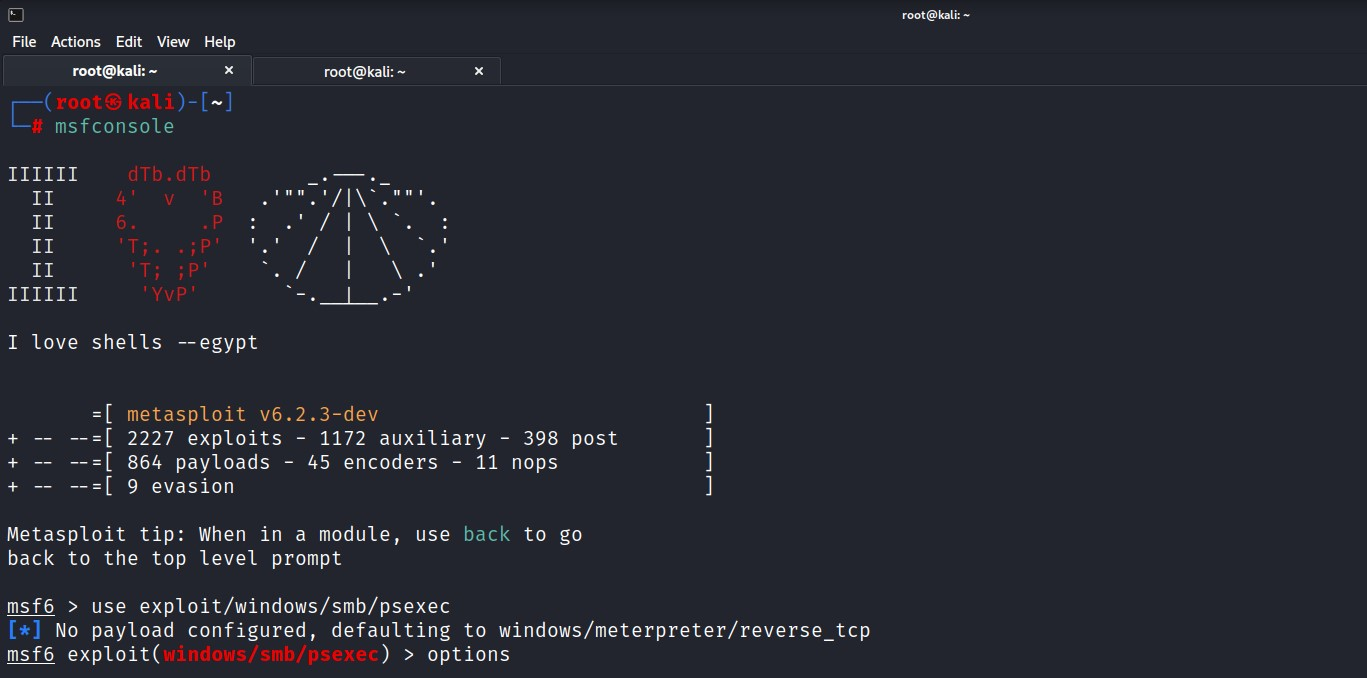 root@kali: ~
File Actions Edit View Help
root@kali: ~ × root@kali: ~ ×
┌──(root㉿kali)-[~]
└─# msfconsole
IIIIII    dTb.dTb        _.---._
  II     4'  v  'B   .'"".'/|\`.""'.
  II     6.     .P  :  .' / | \ `.  :
  II     'T;. .;P'  '.'  /  |  \  `.'
  II      'T; ;P'    `. /   |   \ .'
IIIIII     'YvP'       `-.__|__.-'
I love shells --egypt
       =[ metasploit v6.2.3-dev                           ]
+ -- --=[ 2227 exploits - 1172 auxiliary - 398 post       ]
+ -- --=[ 864 payloads - 45 encoders - 11 nops            ]
+ -- --=[ 9 evasion                                       ]
Metasploit tip: When in a module, use back to go
back to the top level prompt
msf6 > use exploit/windows/smb/psexec
[*] No payload configured, defaulting to windows/meterpreter/reverse_tcp
msf6 exploit(windows/smb/psexec) > options